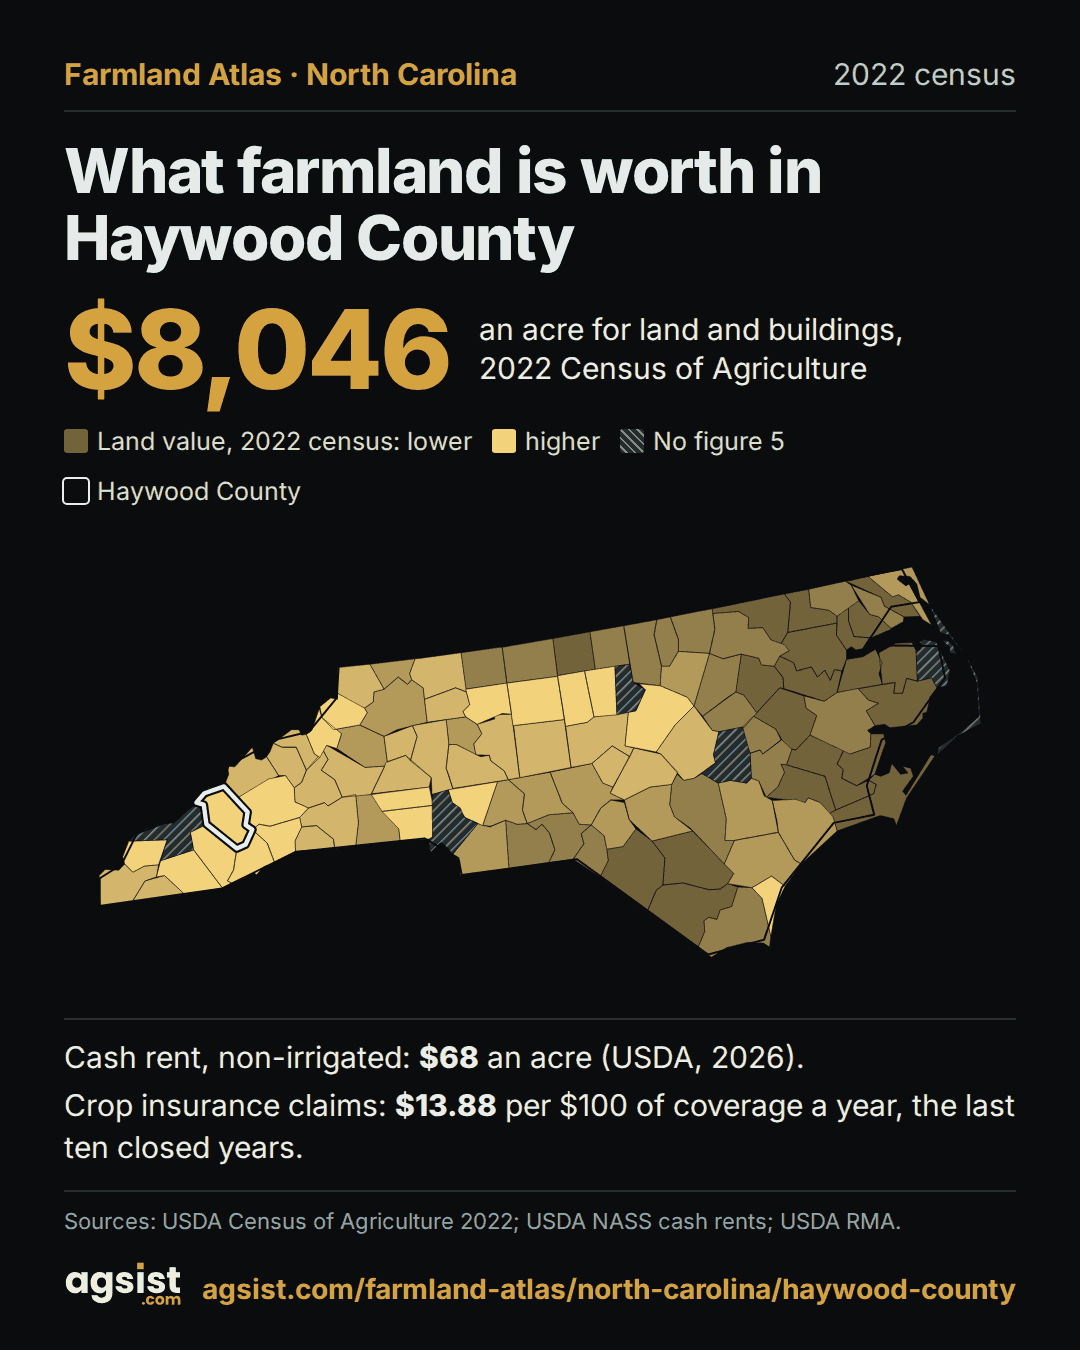 Farmland Atlas · North Carolina
2022 census
What farmland is worth in
Haywood County
$8,046
an acre for land and buildings,
2022 Census of Agriculture
Land value, 2022 census: lower
higher
No figure 5
Haywood County
Cash rent, non-irrigated: $68 an acre (USDA, 2026).
Crop insurance claims: $13.88 per $100 of coverage a year, the last
ten closed years.
Sources: USDA Census of Agriculture 2022; USDA NASS cash rents; USDA RMA.
agsist
.com
agsist.com/farmland-atlas/north-carolina/haywood-county